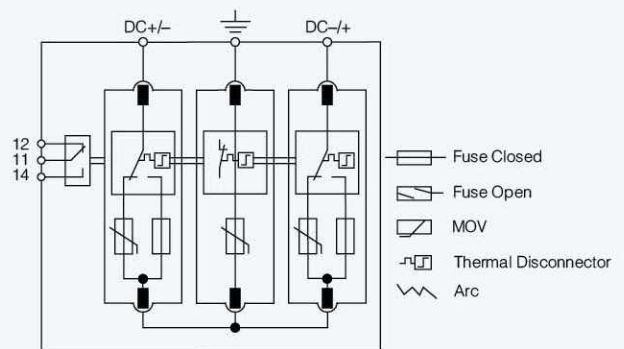 DC+/–
DC–/+
12
11
14
Fuse Closed
Fuse Open
MOV
Thermal Disconnector
Arc